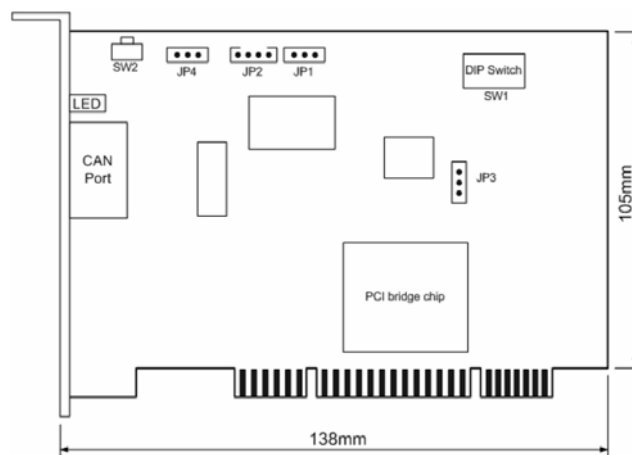 SW2
JP4
JP2
JP1
DIP Switch
SW1
LED
CAN
Port
JP3
105mm
PCI bridge chip
138mm